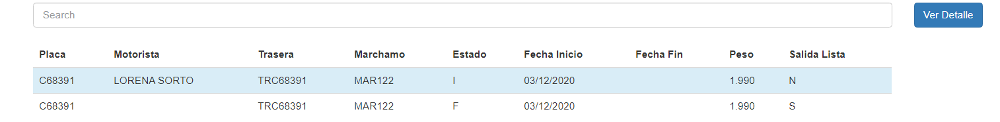 Search Ver Detalle
Placa Motorista Trasera Marchamo Estado Fecha Inicio Fecha Fin Peso Salida Lista
C68391 LORENA SORTO TRC68391 MAR122 I 03/12/2020 1.990 N
C68391 TRC68391 MAR122 F 03/12/2020 1.990 S